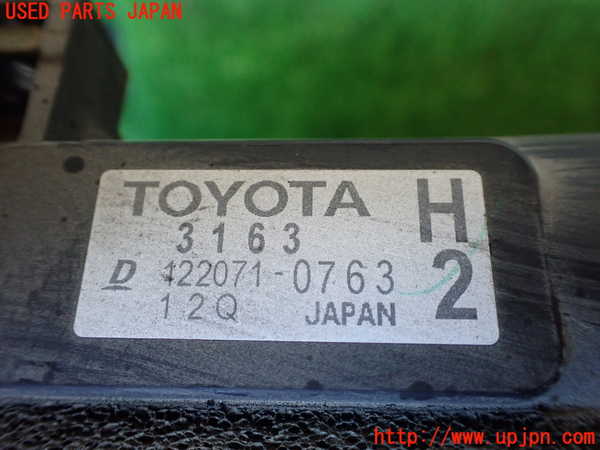 USED PARTS JAPAN
TOYOTA H
3163
D 422071-0763 2
12Q JAPAN
http://www.upjpn.com/